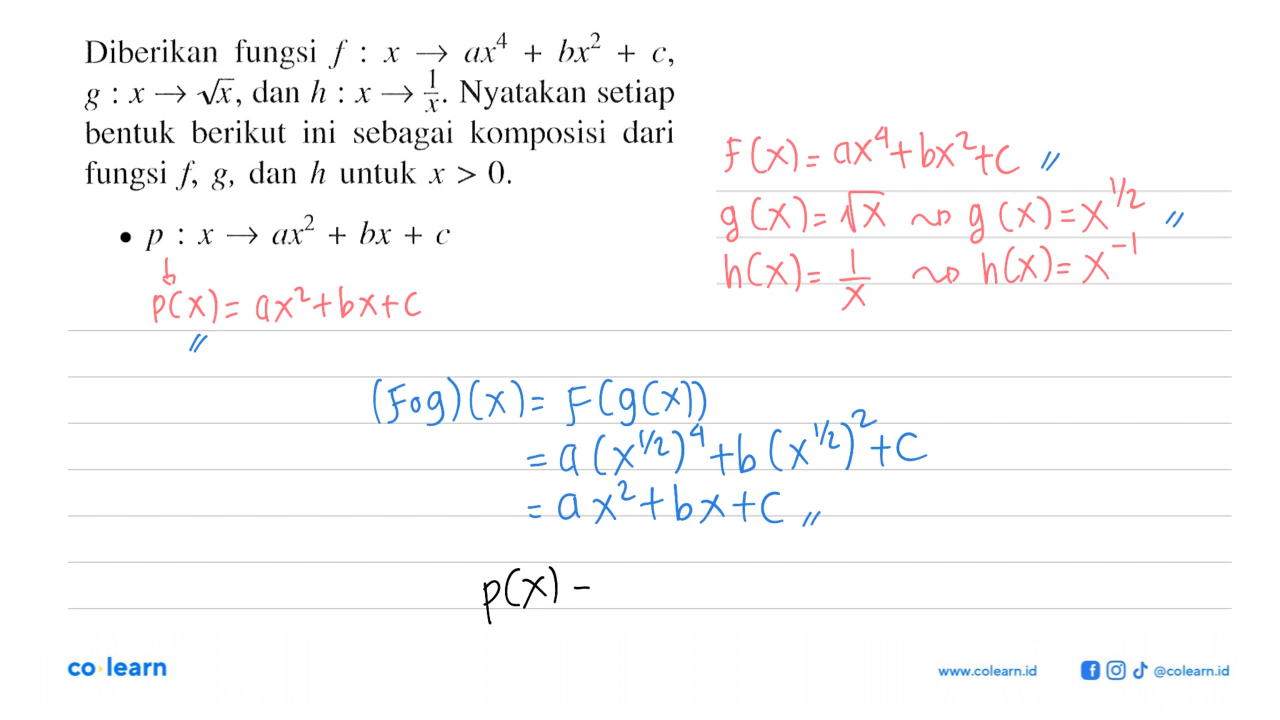 Diberikan fungsi f : x → ax⁴ + bx² + c,
g : x → √x, dan h : x → 1/x. Nyatakan setiap
bentuk berikut ini sebagai komposisi dari
fungsi f, g, dan h untuk x > 0.
• p : x → ax² + bx + c
p(x) = ax²+bx+c //
F(x) = ax⁴+bx²+c //
g(x) = √x ~> g(x) = x^1/2 //
h(x) = 1/x ~> h(x) = x^-1
(Fog)(x) = F(g(x))
= a(x^1/2)⁴+b(x^1/2)²+c
= ax²+bx+c //
p(x) -
co learn
www.colearn.id @colearn.id